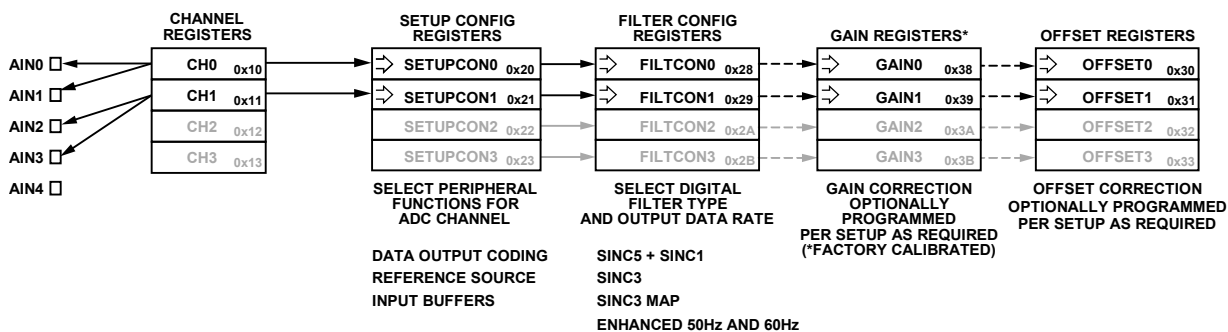 CHANNEL
REGISTERS
SETUP CONFIG
REGISTERS
FILTER CONFIG
REGISTERS
GAIN REGISTERS*
OFFSET REGISTERS
AIN0
AIN1
AIN2
AIN3
AIN4
CH0 0x10
CH1 0x11
CH2 0x12
CH3 0x13
SETUPCON0 0x20
SETUPCON1 0x21
SETUPCON2 0x22
SETUPCON3 0x23
FILTCON0 0x28
FILTCON1 0x29
FILTCON2 0x2A
FILTCON3 0x2B
GAIN0 0x38
GAIN1 0x39
GAIN2 0x3A
GAIN3 0x3B
OFFSET0 0x30
OFFSET1 0x31
OFFSET2 0x32
OFFSET3 0x33
SELECT PERIPHERAL
FUNCTIONS FOR
ADC CHANNEL
DATA OUTPUT CODING
REFERENCE SOURCE
INPUT BUFFERS
SELECT DIGITAL
FILTER TYPE
AND OUTPUT DATA RATE
SINC5 + SINC1
SINC3
SINC3 MAP
ENHANCED 50Hz AND 60Hz
GAIN CORRECTION
OPTIONALLY
PROGRAMMED
PER SETUP AS REQUIRED
(*FACTORY CALIBRATED)
OFFSET CORRECTION
OPTIONALLY PROGRAMMED
PER SETUP AS REQUIRED